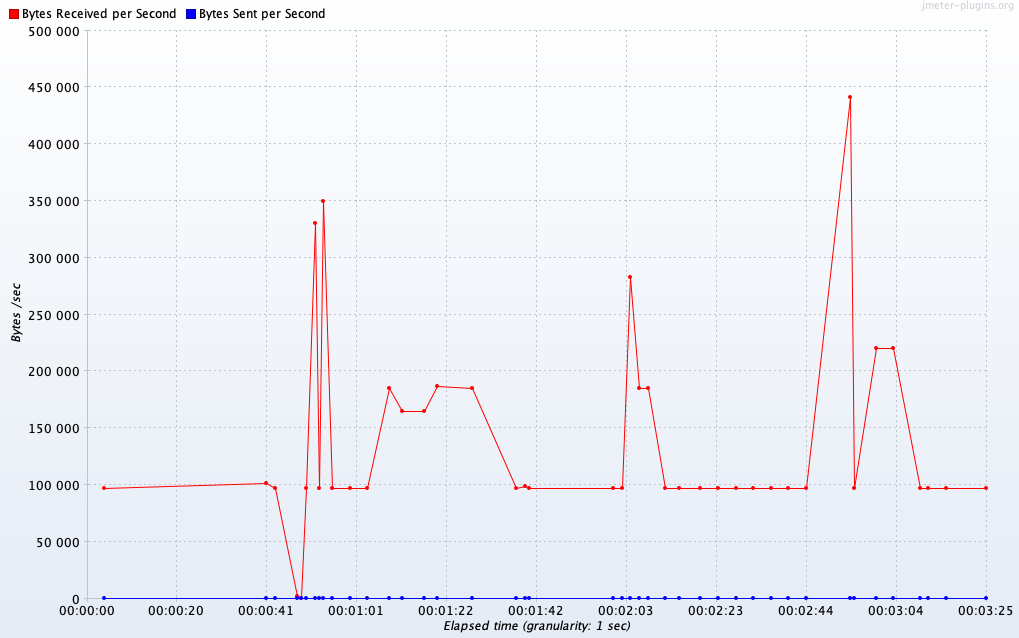 jmeter-plugins.org
Bytes Received per Second Bytes Sent per Second
500 000
450 000
400 000
350 000
300 000
250 000
200 000
150 000
100 000
50 000
0
Bytes /sec
00:00:00 00:00:20 00:00:41 00:01:01 00:01:22 00:01:42 00:02:03 00:02:23 00:02:44 00:03:04 00:03:25
Elapsed time (granularity: 1 sec)